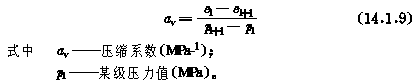 a_v = (e_i − e_{i+1}) / (p_{i+1} − p_i) (14.1.9)
式中 a_v——压缩系数(MPa⁻¹);
p_i——某级压力值(MPa)。